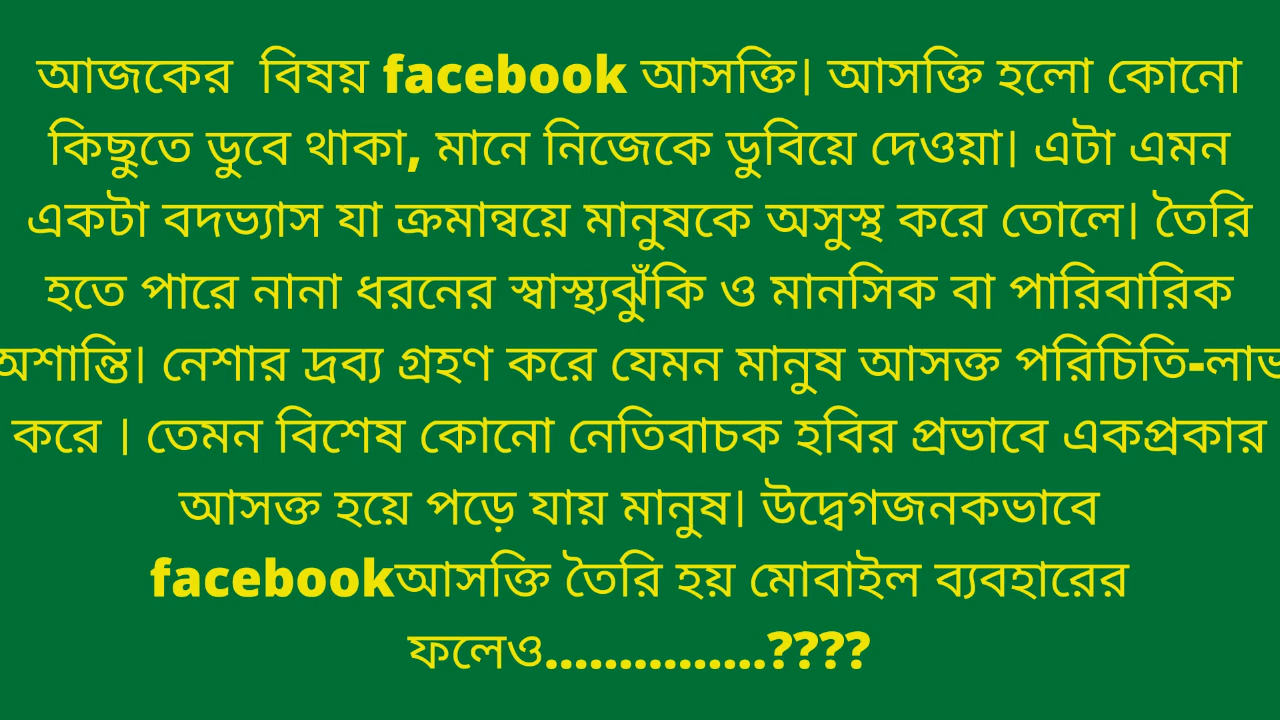 আজকের বিষয় facebook আসক্তি। আসক্তি হলো কোনো
কিছুতে ডুবে থাকা, মানে নিজেকে ডুবিয়ে দেওয়া। এটা এমন
একটা বদভ্যাস যা ক্রমান্বয়ে মানুষকে অসুস্থ করে তোলে। তৈরি
হতে পারে নানা ধরনের স্বাস্থ্যঝুঁকি ও মানসিক বা পারিবারিক
অশান্তি। নেশার দ্রব্য গ্রহণ করে যেমন মানুষ আসক্ত পরিচিতি-লাভ
করে । তেমন বিশেষ কোনো নেতিবাচক হবির প্রভাবে একপ্রকার
আসক্ত হয়ে পড়ে যায় মানুষ। উদ্বেগজনকভাবে
facebookআসক্তি তৈরি হয় মোবাইল ব্যবহারের
ফলেও...............????